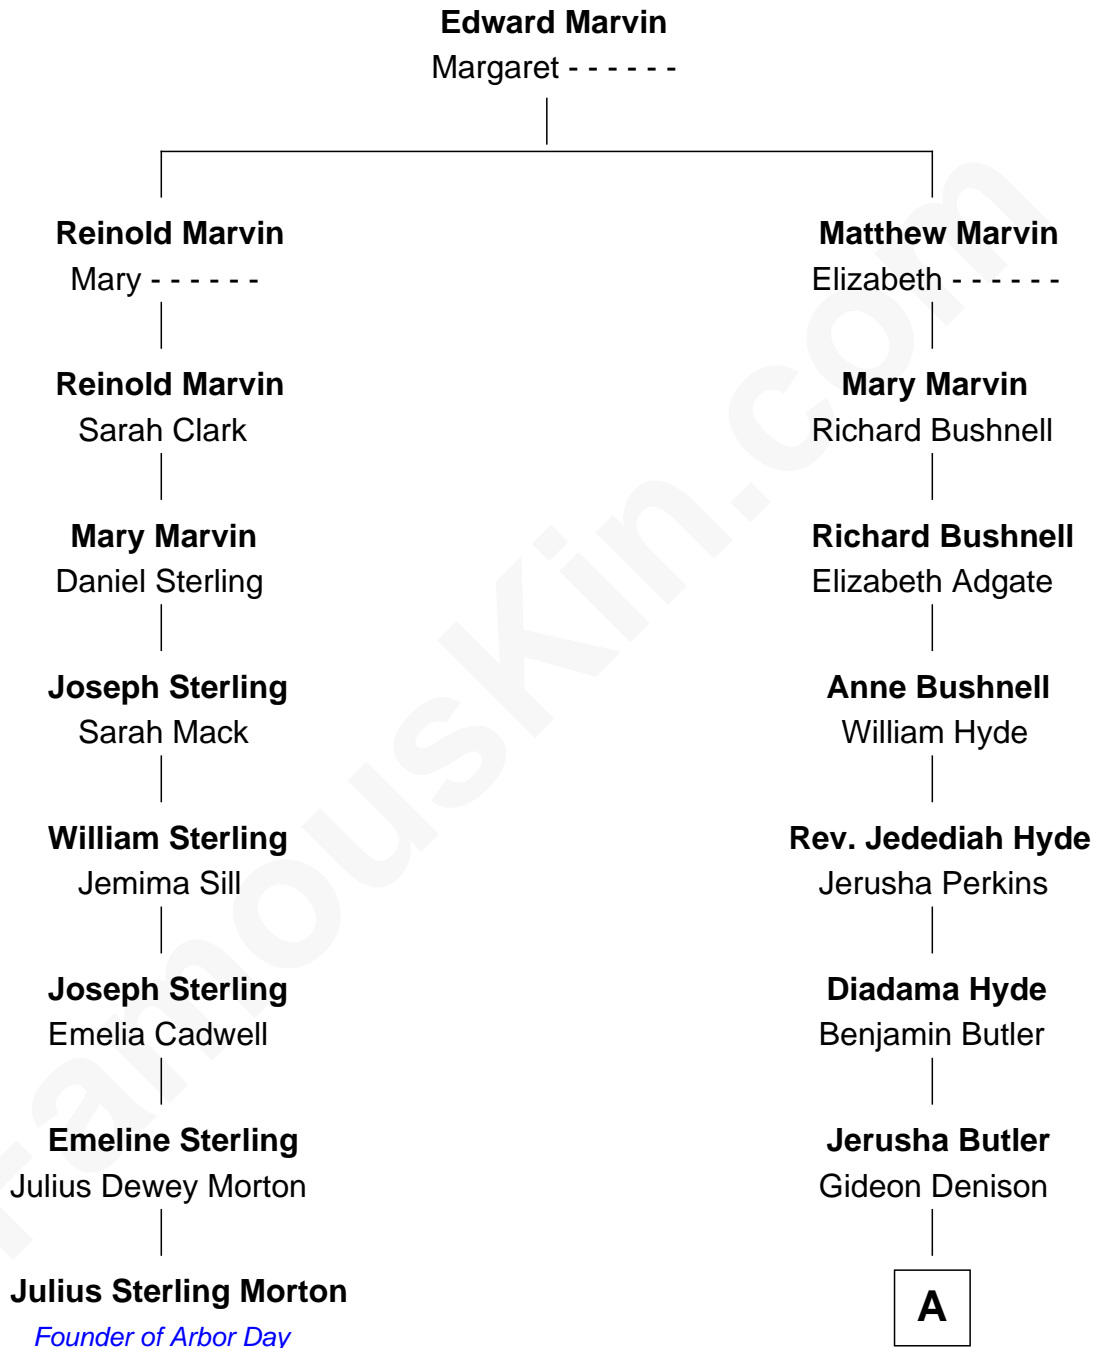 Edward Marvin
Margaret - - - - - -
Reinold Marvin
Mary - - - - - -
Matthew Marvin
Elizabeth - - - - - -
Reinold Marvin
Sarah Clark
Mary Marvin
Richard Bushnell
Mary Marvin
Daniel Sterling
Richard Bushnell
Elizabeth Adgate
Joseph Sterling
Sarah Mack
Anne Bushnell
William Hyde
William Sterling
Jemima Sill
Rev. Jedediah Hyde
Jerusha Perkins
Joseph Sterling
Emelia Cadwell
Diadama Hyde
Benjamin Butler
Emeline Sterling
Julius Dewey Morton
Jerusha Butler
Gideon Denison
Julius Sterling Morton
Founder of Arbor Day
A
FamousKin.com